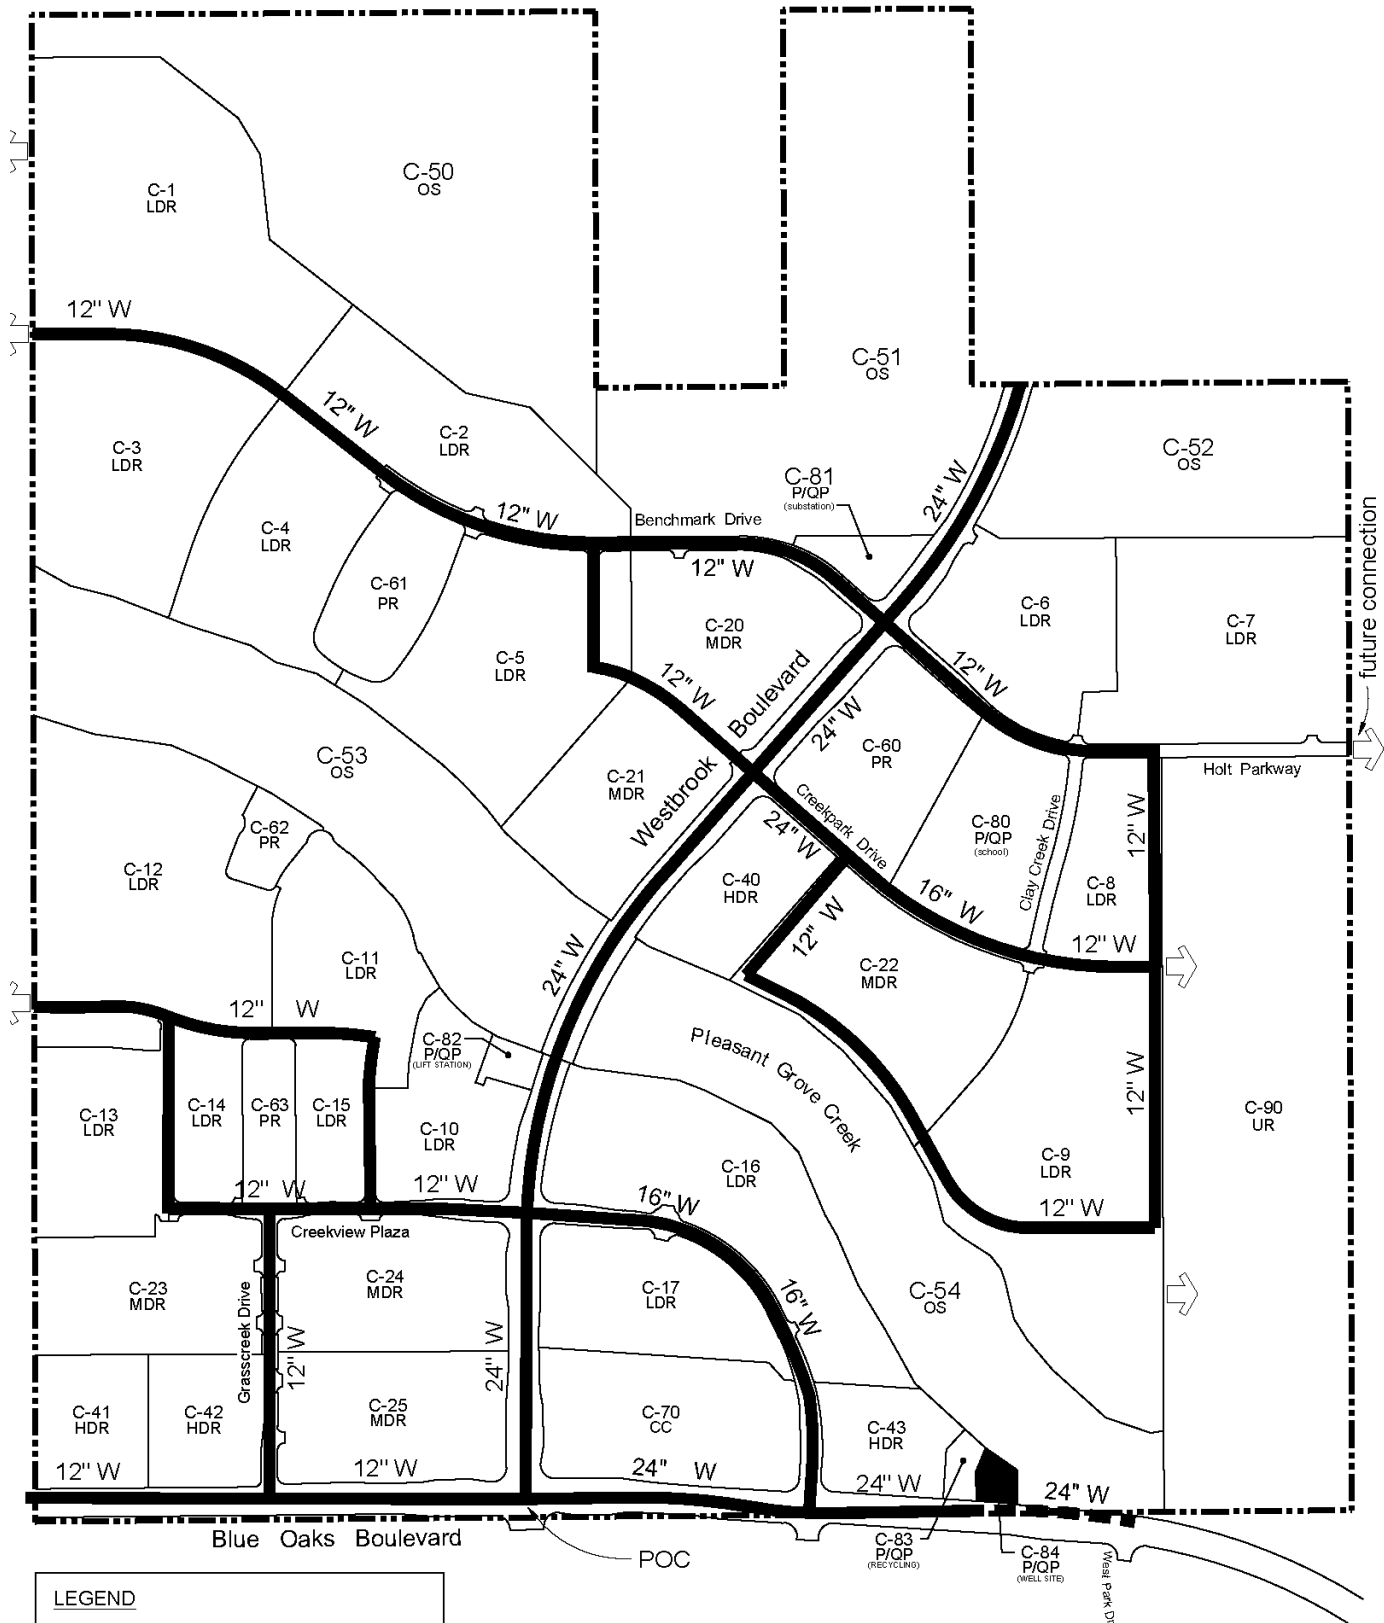 C-50
OS
C-1
LDR
12" W
C-51
OS
12" W
C-2
LDR
C-3
LDR
C-52
OS
C-81
P/QP
(substation)
24" W
12" W
Benchmark Drive
C-4
LDR
12" W
future connection
C-61
PR
C-6
LDR
C-7
LDR
C-20
MDR
C-5
LDR
12" W
12" W
Westbrook Boulevard
24" W
C-60
PR
C-53
OS
C-21
MDR
Holt Parkway
Creekpark Drive
24" W
C-80
P/QP
(school)
Clay Creek Drive
12" W
C-62
PR
C-12
LDR
C-40
HDR
16" W
C-8
LDR
12" W
12" W
24" W
C-11
LDR
C-22
MDR
12" W
C-82
P/QP
(LIFT STATION)
Pleasant Grove Creek
12" W
C-13
LDR
C-14
LDR
C-63
PR
C-15
LDR
C-10
LDR
C-90
UR
C-16
LDR
C-9
LDR
12" W
12" W
16" W
12" W
Creekview Plaza
C-23
MDR
Grasscreek Drive
C-24
MDR
C-17
LDR
16" W
C-54
OS
12" W
24" W
C-41
HDR
C-42
HDR
C-25
MDR
C-70
CC
C-43
HDR
12" W
12" W
24" W
24" W
24" W
Blue Oaks Boulevard
POC
C-83
P/QP
(RECYCLING)
C-84
P/QP
(WELL SITE)
West Park
LEGEND